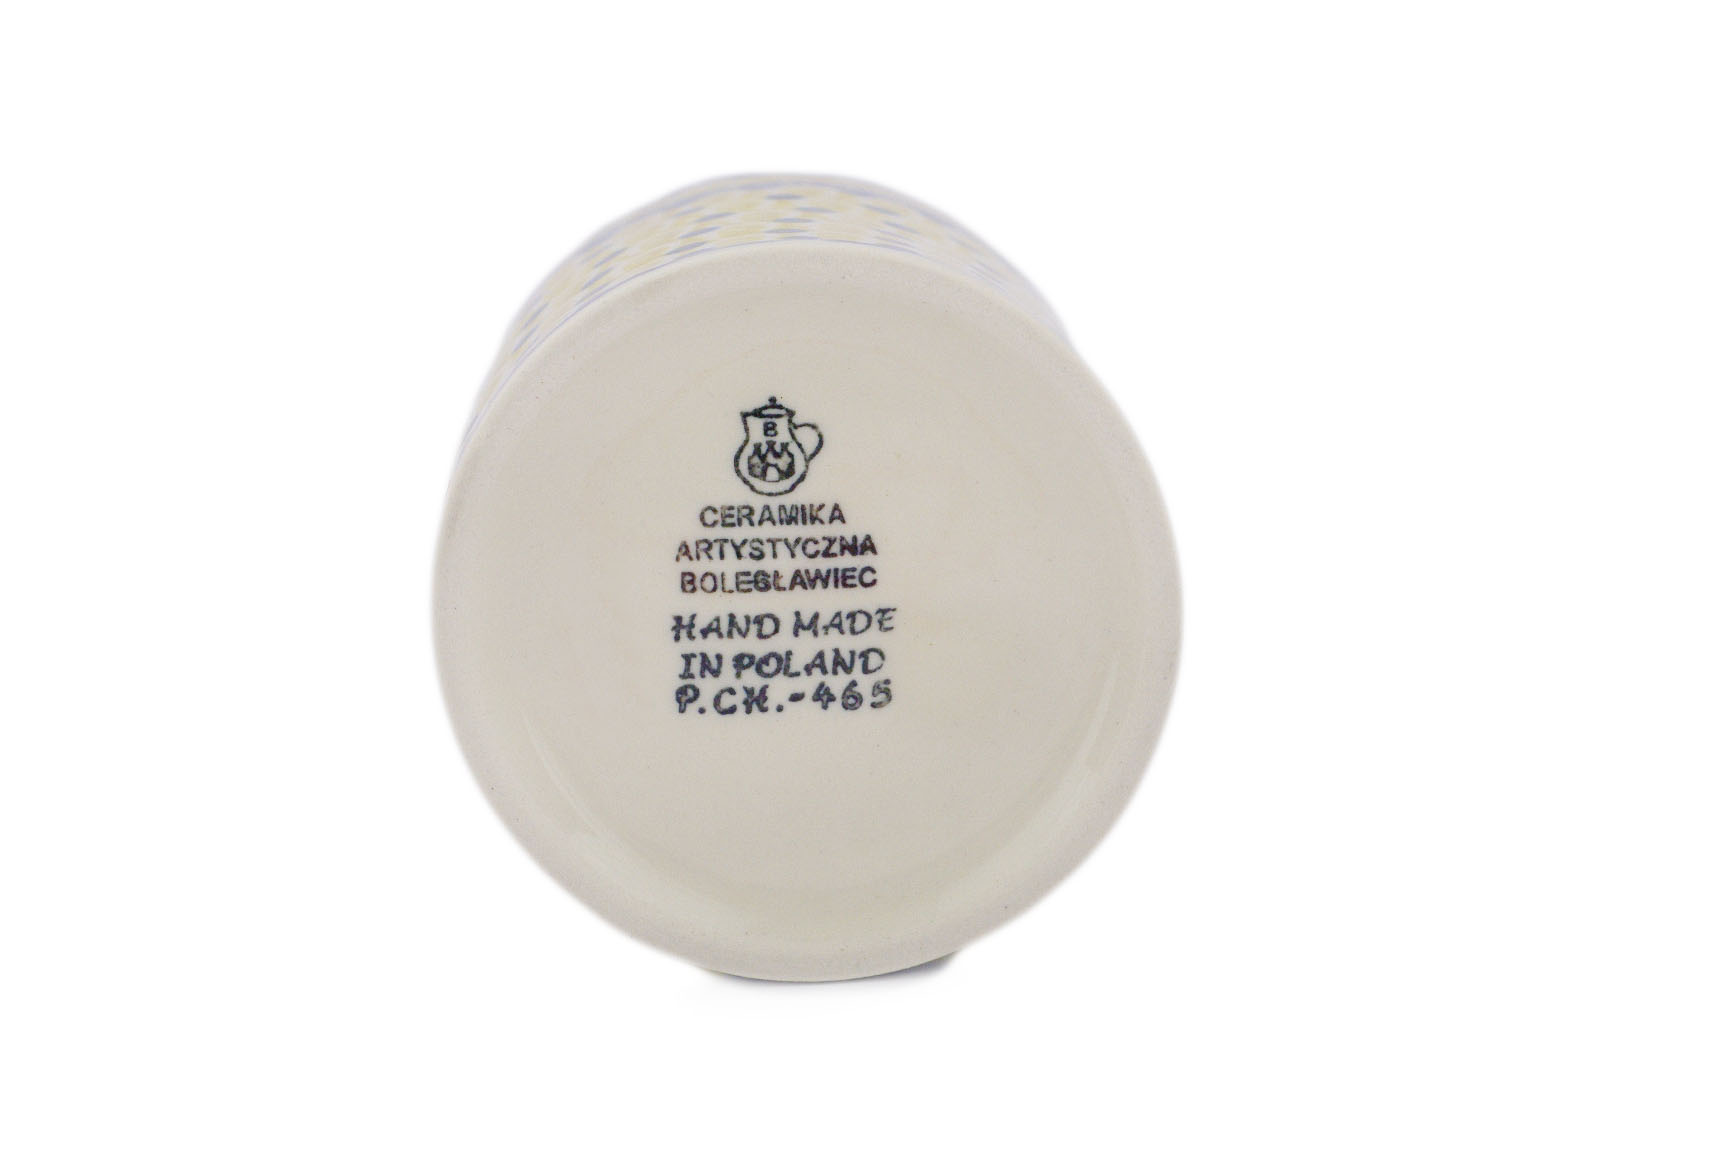 B
CERAMIKA
ARTYSTYCZNA
BOLESŁAWIEC
HAND MADE
IN POLAND
P.CH.-465